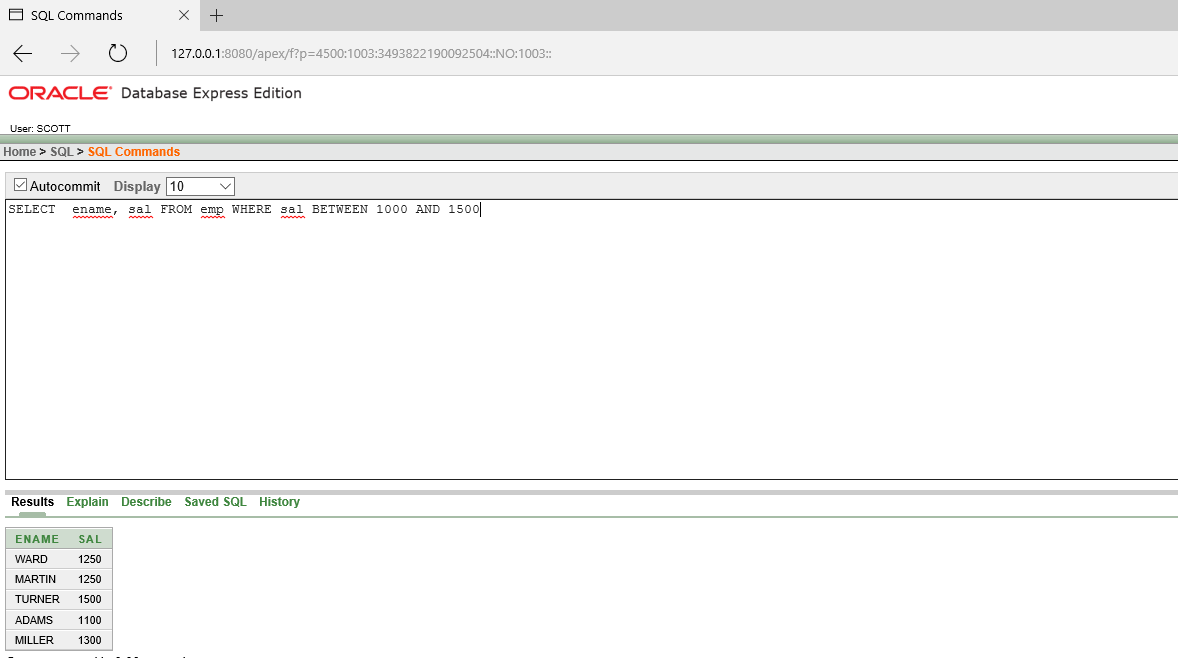 SQL Commands
127.0.0.1:8080/apex/f?p=4500:1003:3493822190092504::NO:1003::
ORACLE Database Express Edition
User: SCOTT
Home > SQL > SQL Commands
Autocommit Display 10
SELECT  ename, sal FROM emp WHERE sal BETWEEN 1000 AND 1500
Results Explain Describe Saved SQL History
ENAME SAL
WARD 1250
MARTIN 1250
TURNER 1500
ADAMS 1100
MILLER 1300